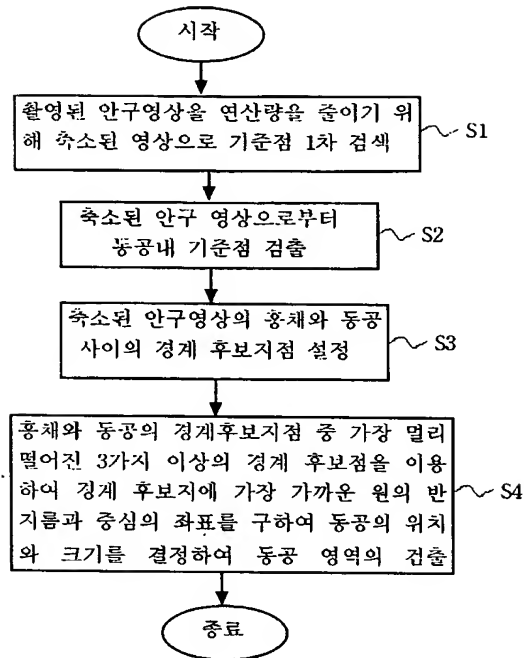 시작
촬영된 안구영상을 연산량을 줄이기 위
해 축소된 영상으로 기준점 1차 검색
S1
축소된 안구 영상으로부터
동공내 기준점 검출
S2
축소된 안구영상의 홍채와 동공
사이의 경계 후보지점 설정
S3
홍채와 동공의 경계후보지점 중 가장 멀리
떨어진 3가지 이상의 경계 후보점을 이용
하여 경계 후보지에 가장 가까운 원의 반
지름과 중심의 좌표를 구하여 동공의 위치
와 크기를 결정하여 동공 영역의 검출
S4
종료